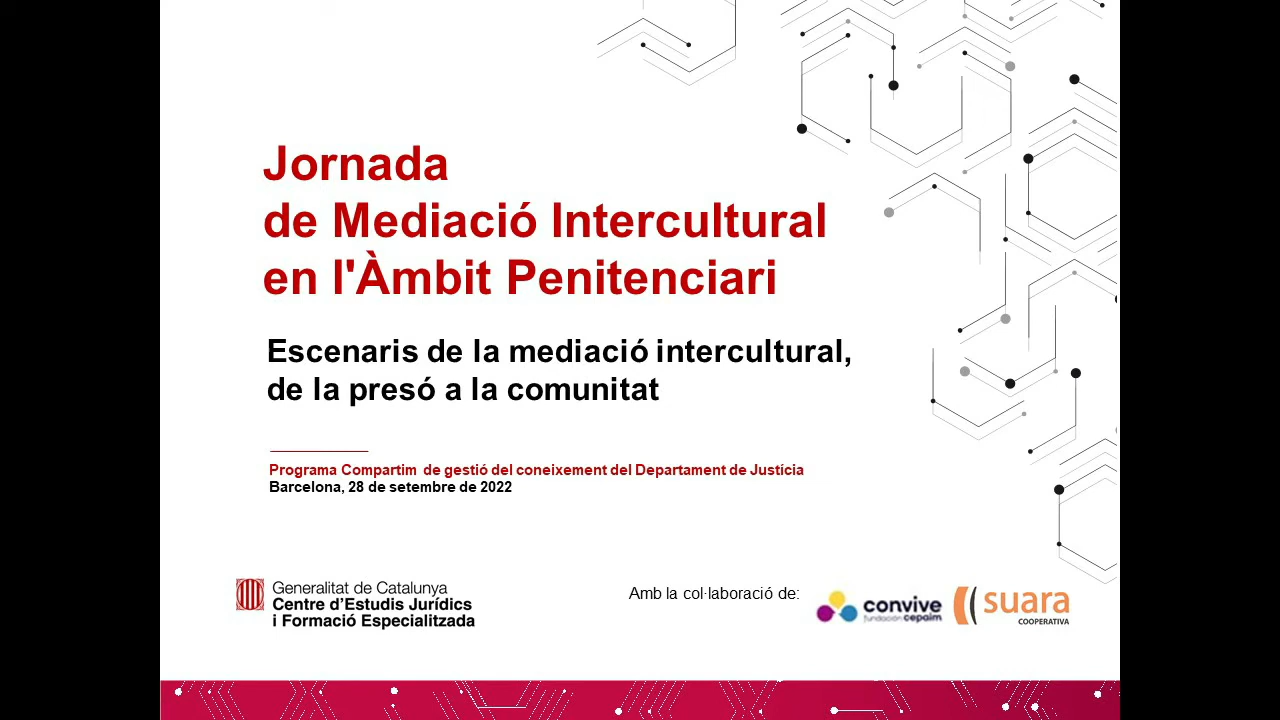 Jornada
de Mediació Intercultural
en l'Àmbit Penitenciari
Escenaris de la mediació intercultural,
de la presó a la comunitat
Programa Compartim de gestió del coneixement del Departament de Justícia
Barcelona, 28 de setembre de 2022
Generalitat de Catalunya
Centre d'Estudis Jurídics
i Formació Especialitzada
Amb la col·laboració de:
convive
fundación cepaim
suara
COOPERATIVA